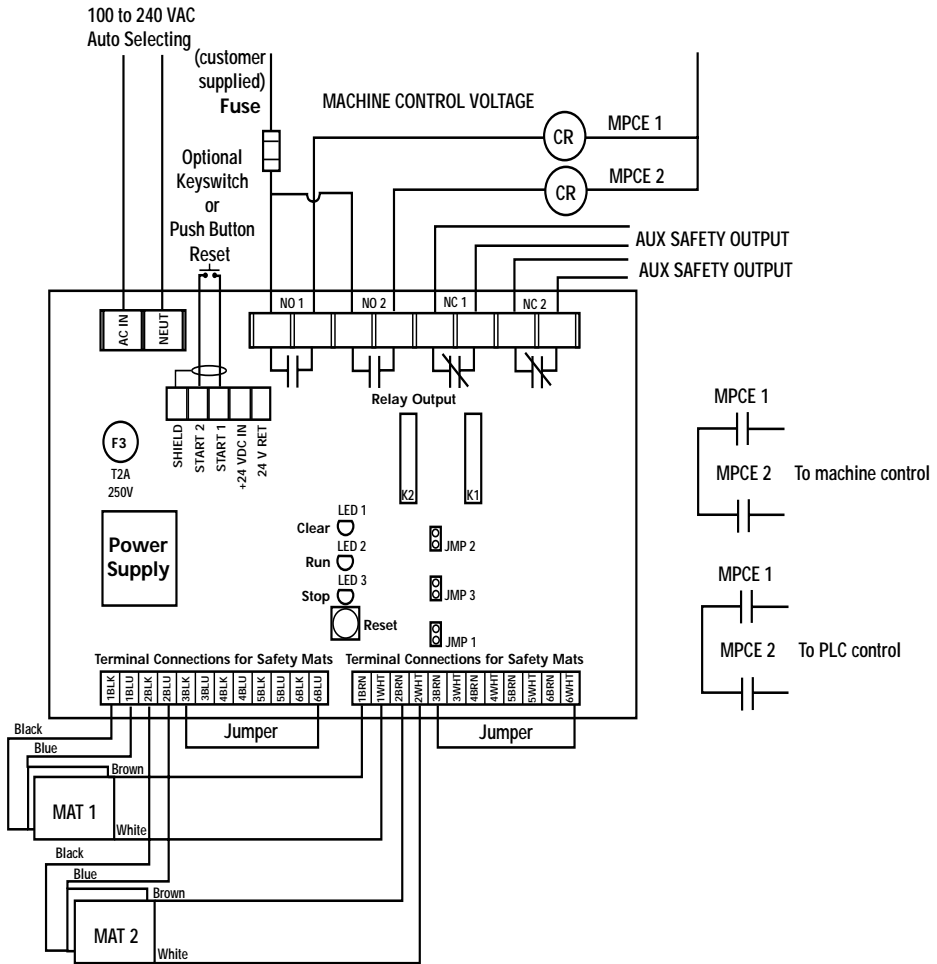 100 to 240 VAC
Auto Selecting
(customer
supplied)
Fuse
MACHINE CONTROL VOLTAGE
CR
MPCE 1
CR
MPCE 2
Optional
Keyswitch
or
Push Button
Reset
AUX SAFETY OUTPUT
AUX SAFETY OUTPUT
AC IN
NEUT
NO 1
NO 2
NC 1
NC 2
Relay Output
SHIELD
START 2
START 1
+24 VDC IN
24 V RET
F3
T2A
250V
K2
K1
Power
Supply
LED 1
Clear
LED 2
Run
LED 3
Stop
Reset
JMP 2
JMP 3
JMP 1
MPCE 1
MPCE 2
To machine control
MPCE 1
MPCE 2
To PLC control
Terminal Connections for Safety Mats
Terminal Connections for Safety Mats
1BLK
1BLU
2BLK
2BLU
3BLK
3BLU
4BLK
4BLU
5BLK
5BLU
6BLK
6BLU
1BRN
1WHT
2BRN
2WHT
3BRN
3WHT
4BRN
4WHT
5BRN
5WHT
6BRN
6WHT
Jumper
Jumper
Black
Blue
Brown
MAT 1
White
Black
Blue
Brown
MAT 2
White